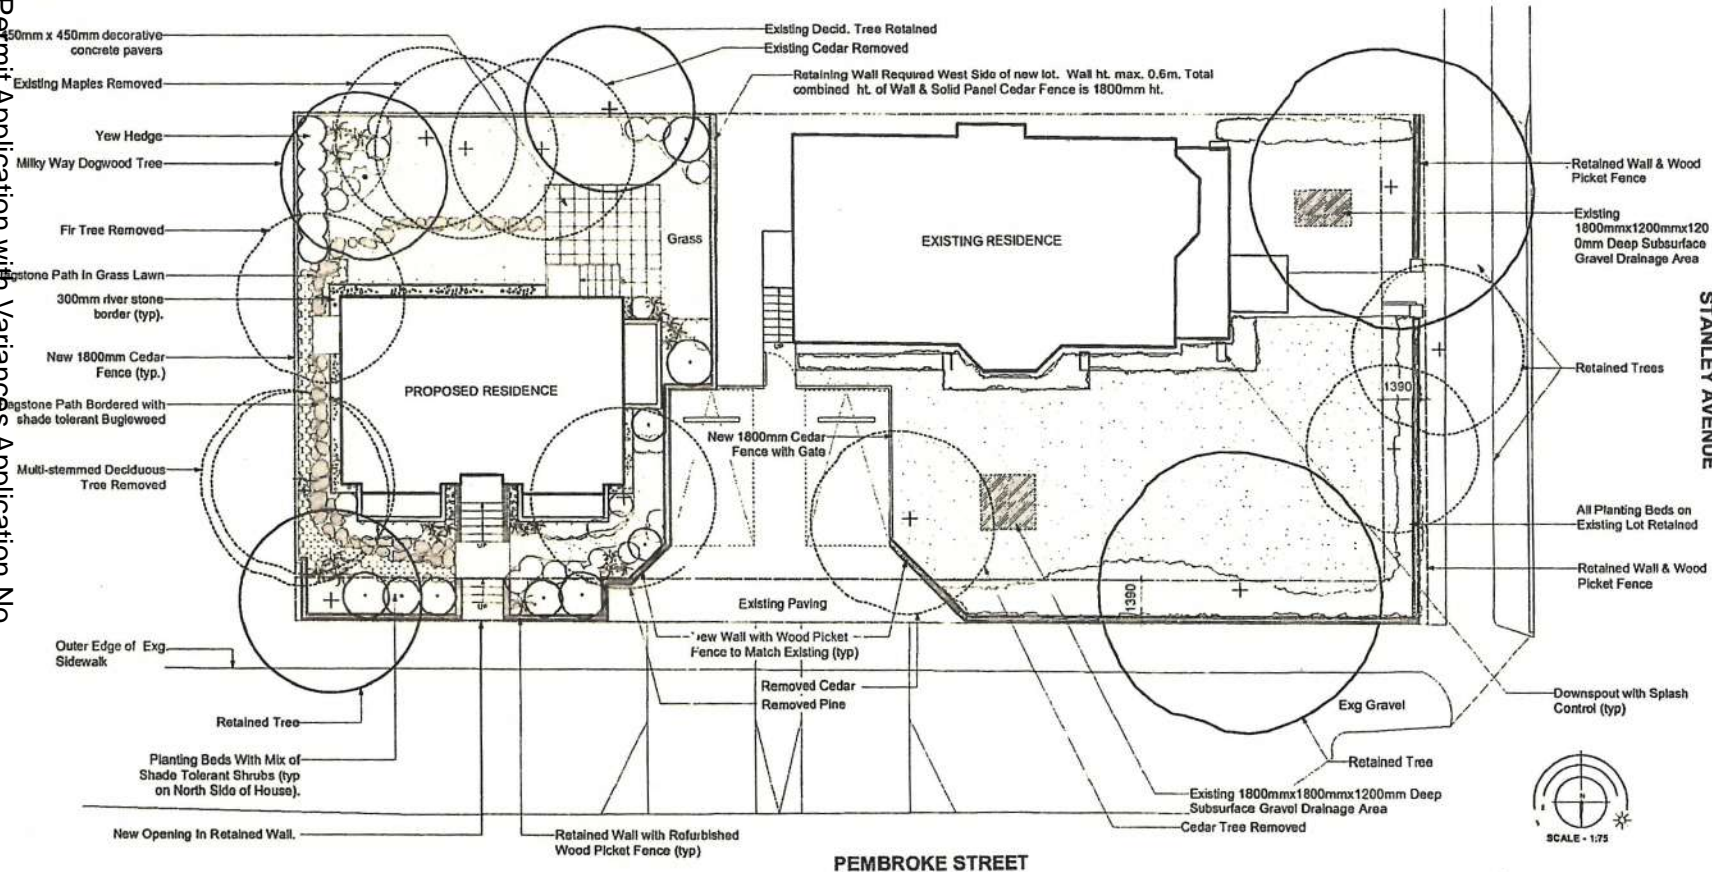 Permit Application with Variances Application No
50mm x 450mm decorative
concrete pavers
Existing Maples Removed
Yew Hedge
Milky Way Dogwood Tree
Fir Tree Removed
gstone Path In Grass Lawn
300mm river stone
border (typ).
New 1800mm Cedar
Fence (typ.)
agstone Path Bordered with
shade tolerant Bugleweed
Multi-stemmed Deciduous
Tree Removed
Outer Edge of Exg
Sidewalk
Retained Tree
Planting Beds With Mix of
Shade Tolerant Shrubs (typ
on North Side of House).
New Opening In Retained Wall.
Existing Decid. Tree Retained
Existing Cedar Removed
Retaining Wall Required West Side of new lot. Wall ht. max. 0.6m. Total
combined ht. of Wall & Solid Panel Cedar Fence is 1800mm ht.
Grass
PROPOSED RESIDENCE
EXISTING RESIDENCE
UP
UP
UP
New 1800mm Cedar
Fence with Gate
Existing Paving
ew Wall with Wood Picket
Fence to Match Existing (typ)
Removed Cedar
Removed Pine
1390
1390
Retained Wall & Wood
Picket Fence
Existing
1800mmx1200mmx120
0mm Deep Subsurface
Gravel Drainage Area
STANLEY AVENUE
Retained Trees
All Planting Beds on
Existing Lot Retained
Retained Wall & Wood
Picket Fence
Downspout with Splash
Control (typ)
Exg Gravel
Retained Tree
Existing 1800mmx1800mmx1200mm Deep
Subsurface Gravel Drainage Area
Cedar Tree Removed
Retained Wall with Refurbished
Wood Picket Fence (typ)
PEMBROKE STREET
N
SCALE - 1:75